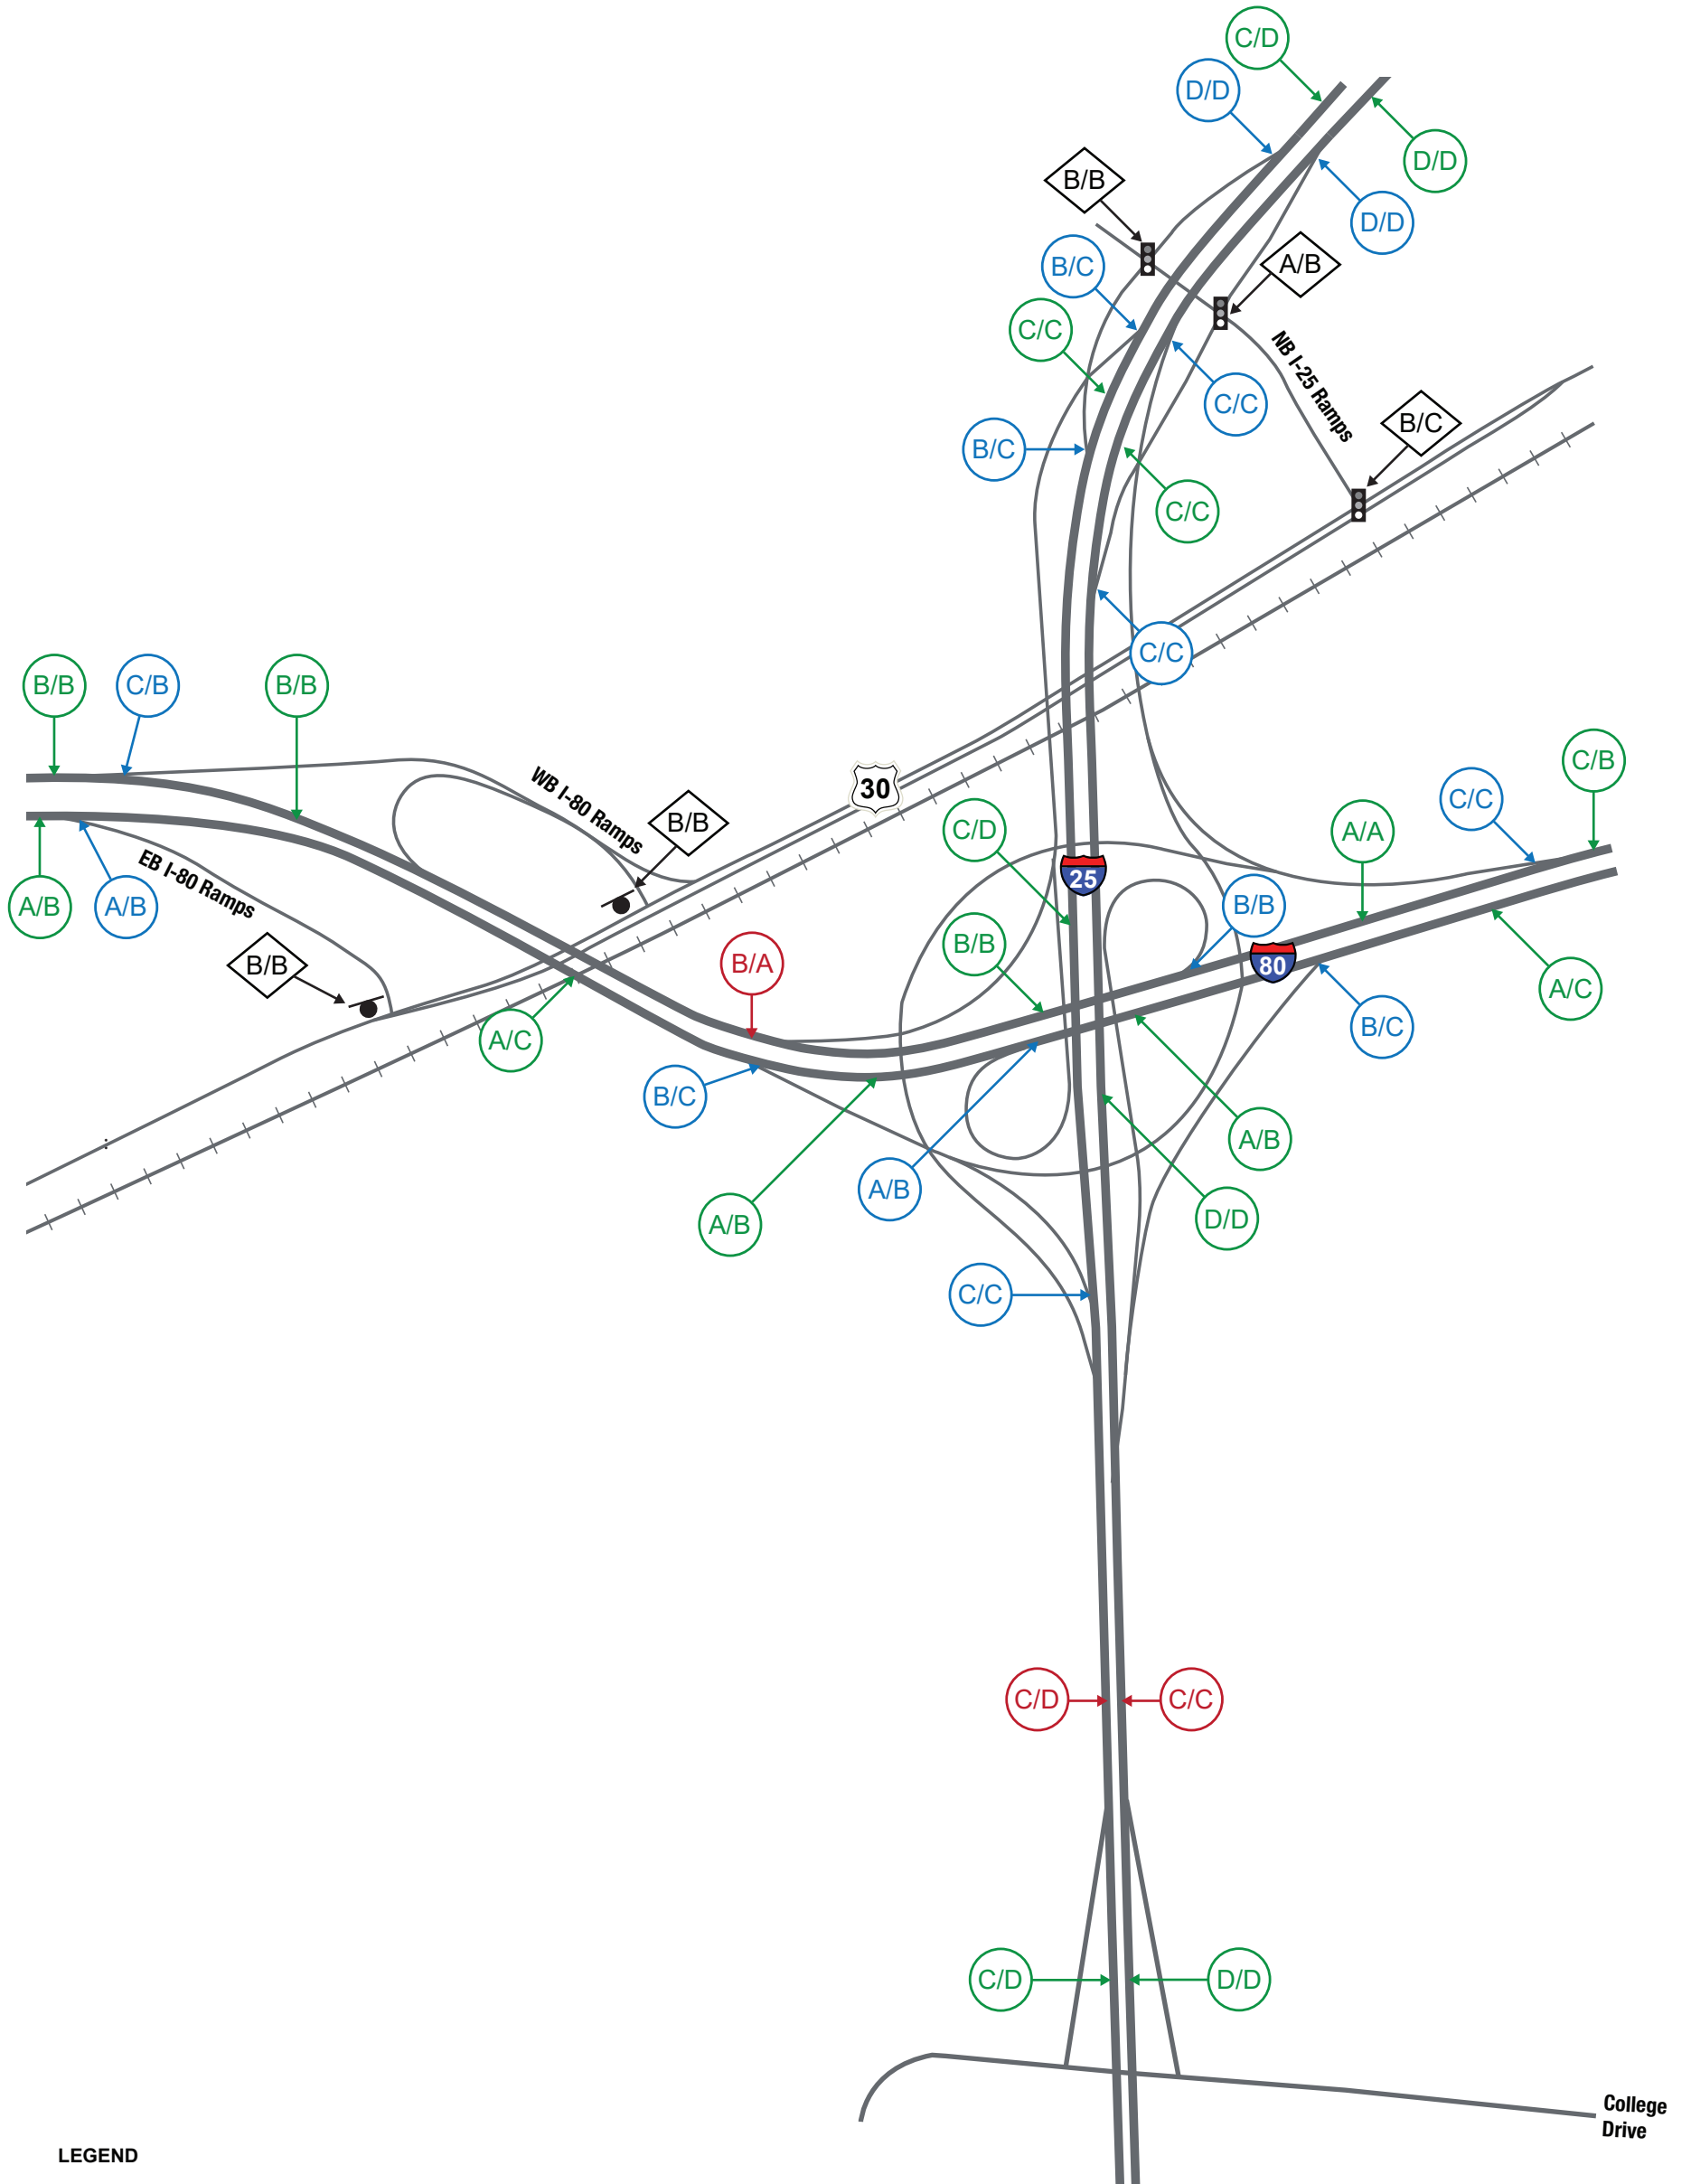 C/D
D/D
D/D
B/B
D/D
B/C
A/B
C/C
NB I-25 Ramps
C/C
B/C
B/C
C/C
C/C
B/B
C/B
B/B
C/B
WB I-80 Ramps
30
C/C
B/B
C/D
A/A
EB I-80 Ramps
25
A/B
A/B
B/B
B/B
B/B
B/A
80
A/C
A/C
B/C
B/C
A/B
A/B
A/B
D/D
C/C
C/D
C/C
C/D
D/D
College
Drive
LEGEND